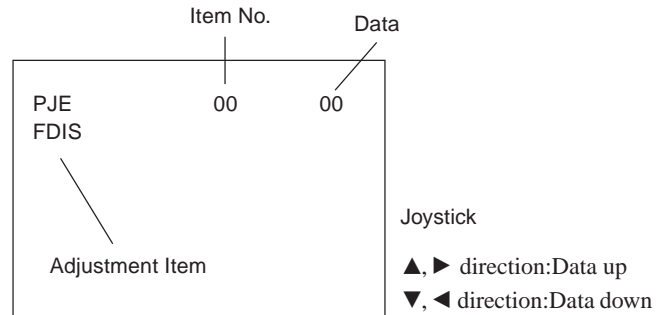 Item No.
Data
PJE 00 00
FDIS
Joystick
Adjustment Item
▲, ► direction:Data up
▼, ◄ direction:Data down